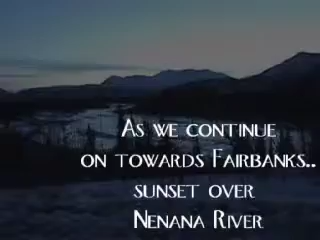 As we continue
on towards Fairbanks..
sunset over
Nenana River